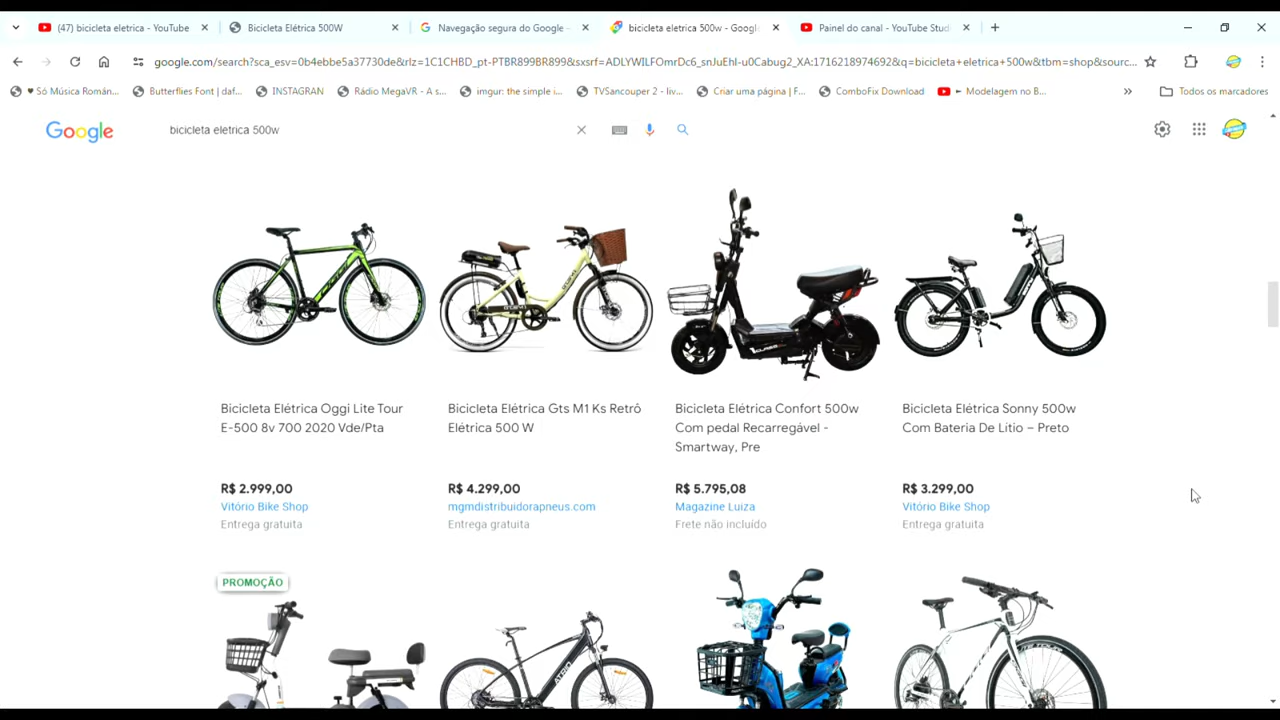 (47) bicicleta eletrica - YouTube
Bicicleta Elétrica 500W
Navegação segura do Google -
bicicleta eletrica 500w - Googl
Painel do canal - YouTube Stud
google.com/search?sca_esv=0b4ebbe5a37730de&rlz=1C1CHBD_pt-PTBR899BR899&sxsrf=ADLYWILFOmrDc6_snJuEhI-u0Cabug2_XA:1716218974692&q=bicicleta+eletrica+500w&tbm=shop&sourc...
♥ Só Música Român...
Butterflies Font | daf...
INSTAGRAN
Rádio MegaVR - A s...
imgur: the simple i...
TVSancouper 2 - liv...
Criar uma página | F...
ComboFix Download
► Modelagem no B...
»
Todos os marcadores
Google
bicicleta eletrica 500w
Bicicleta Elétrica Oggi Lite Tour
E-500 8v 700 2020 Vde/Pta
R$ 2.999,00
Vitório Bike Shop
Entrega gratuita
Bicicleta Elétrica Gts M1 Ks Retrô
Elétrica 500 W
R$ 4.299,00
mgmdistribuidorapneus.com
Entrega gratuita
Bicicleta Elétrica Confort 500w
Com pedal Recarregável -
Smartway, Pre
R$ 5.795,08
Magazine Luiza
Frete não incluído
Bicicleta Elétrica Sonny 500w
Com Bateria De Litio – Preto
R$ 3.299,00
Vitório Bike Shop
Entrega gratuita
PROMOÇÃO
ATRIO